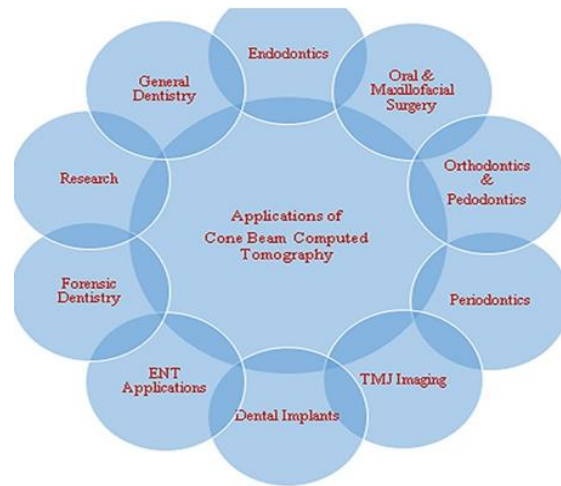 Endodontics
Oral &
Maxillofacial
Surgery
Orthodontics
&
Pedodontics
Periodontics
TMJ Imaging
Dental Implants
ENT
Applications
Forensic
Dentistry
Research
General
Dentistry
Applications of
Cone Beam Computed
Tomography